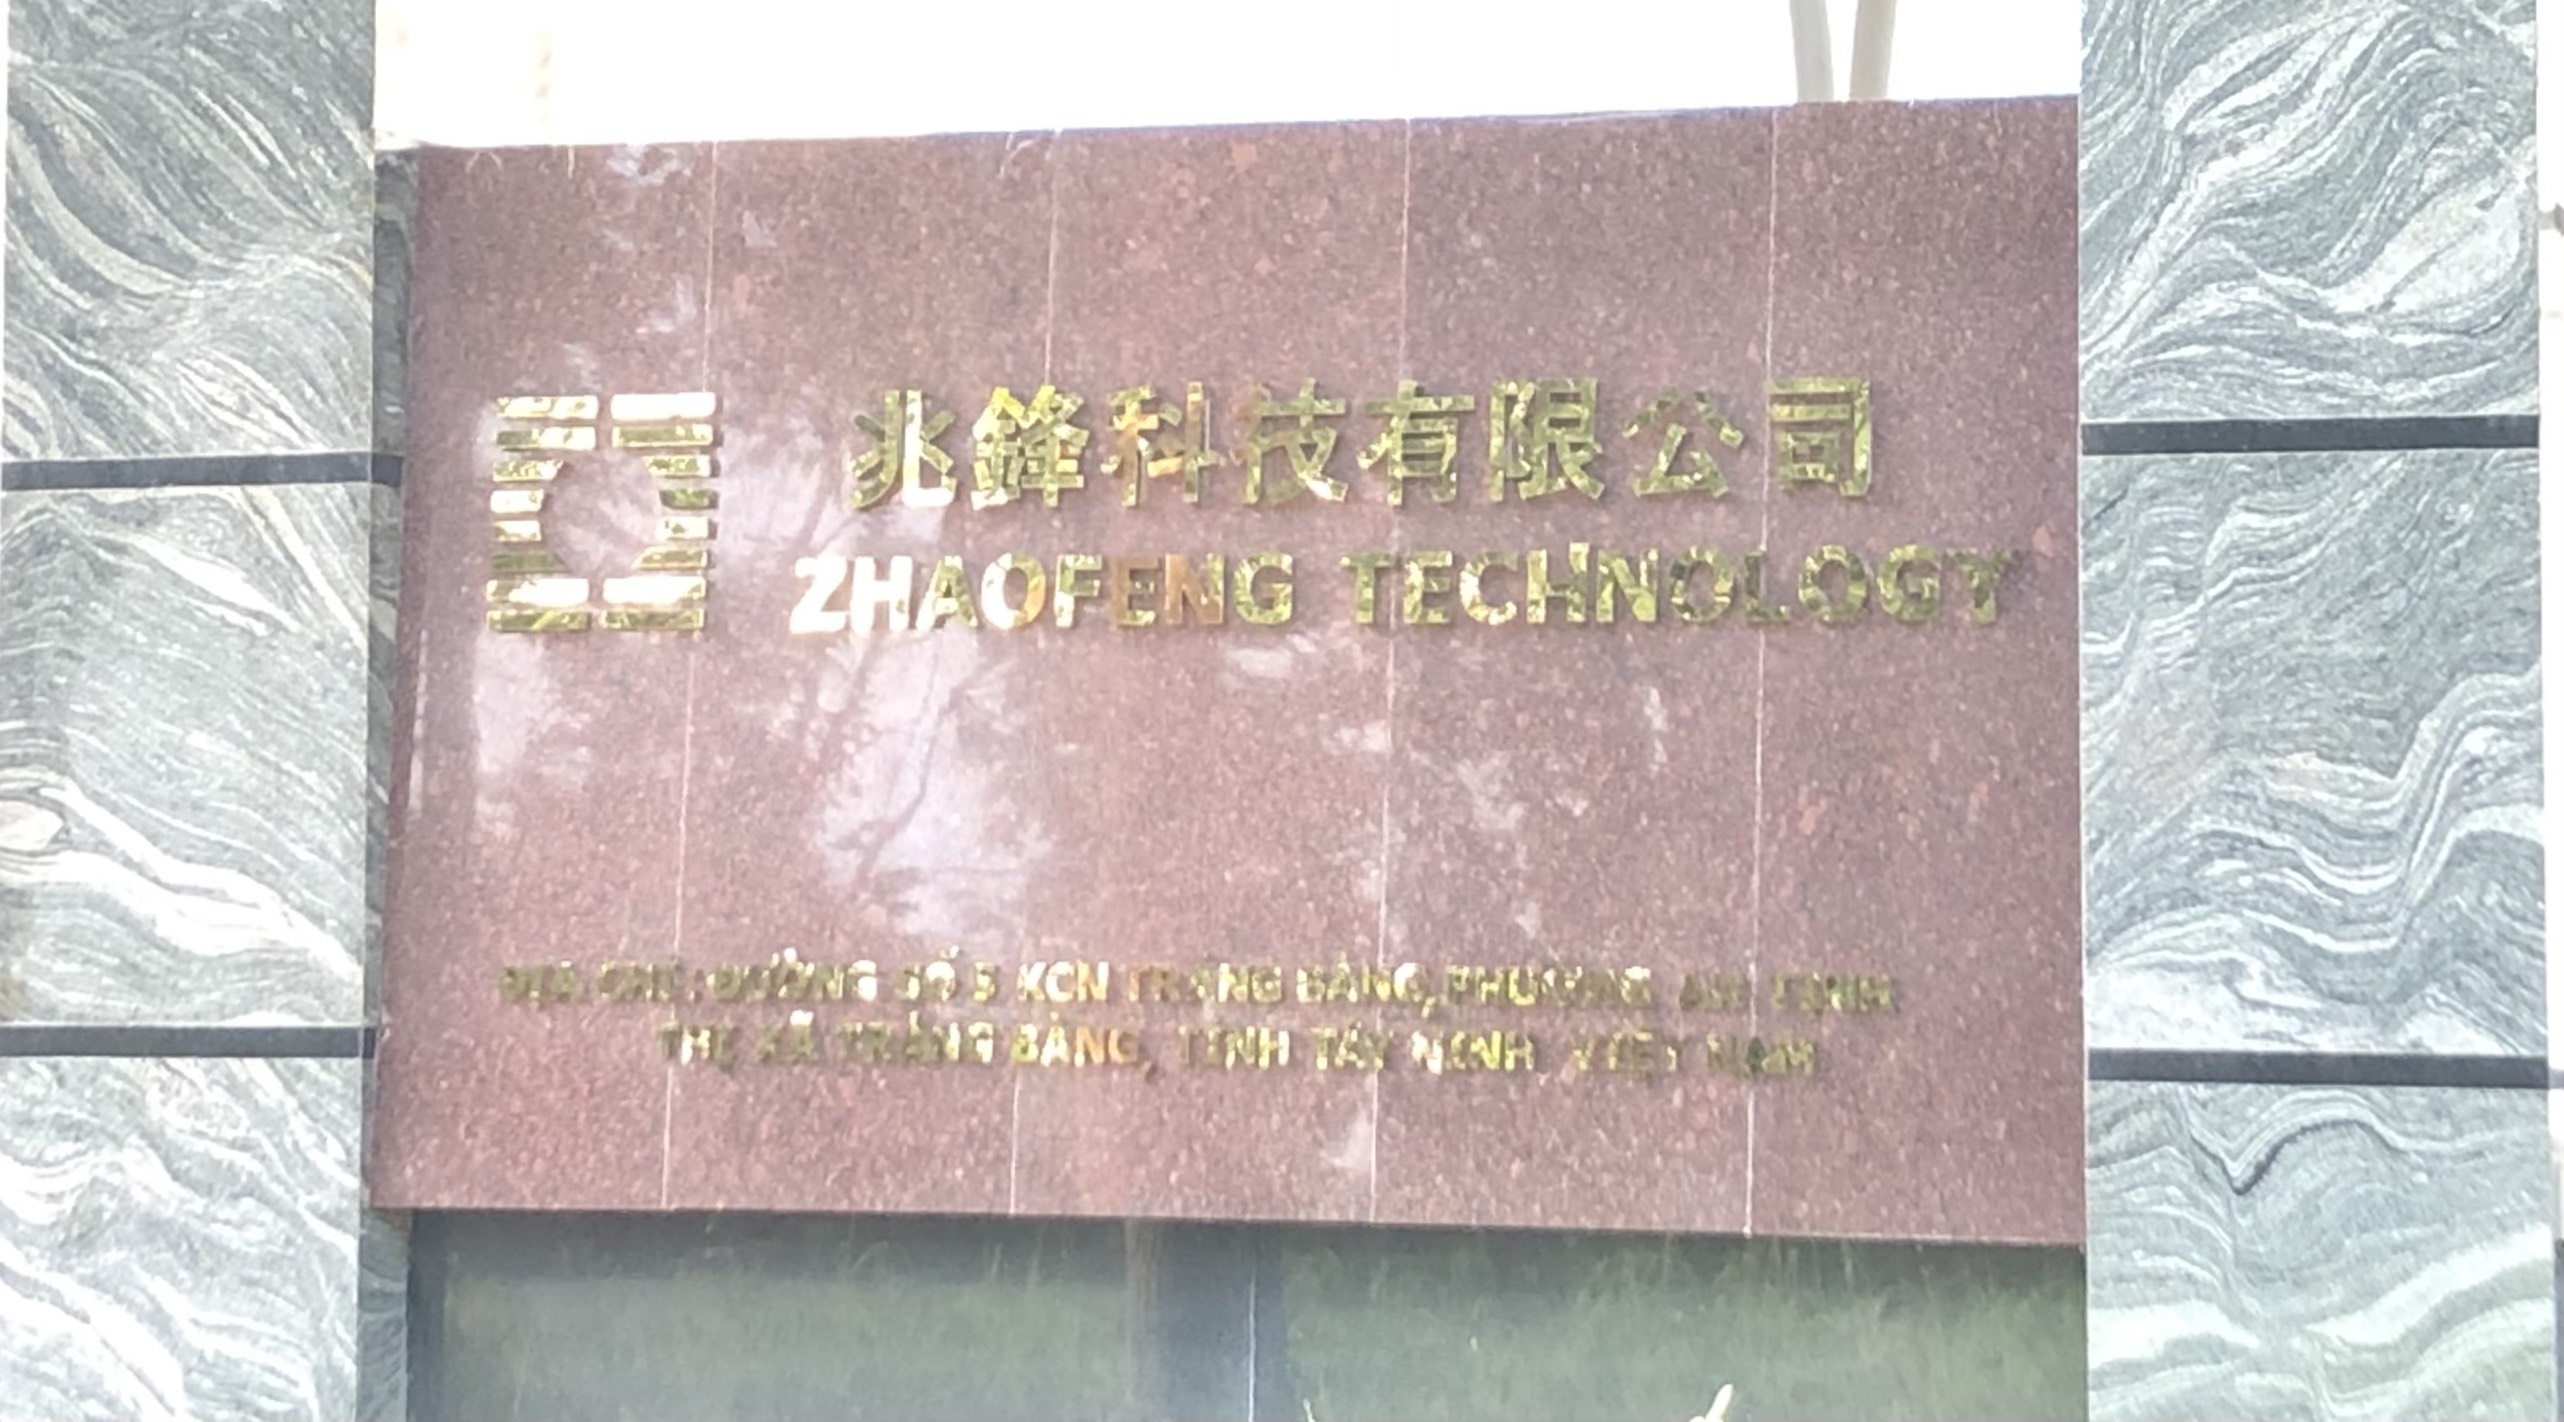 兆鋒科技有限公司
ZHAOFENG TECHNOLOGY
ĐỊA CHỈ: ĐƯỜNG SỐ 5 KCN TRẢNG BÀNG, PHƯỜNG AN TỊNH
THỊ XÃ TRẢNG BÀNG, TỈNH TÂY NINH VIỆT NAM